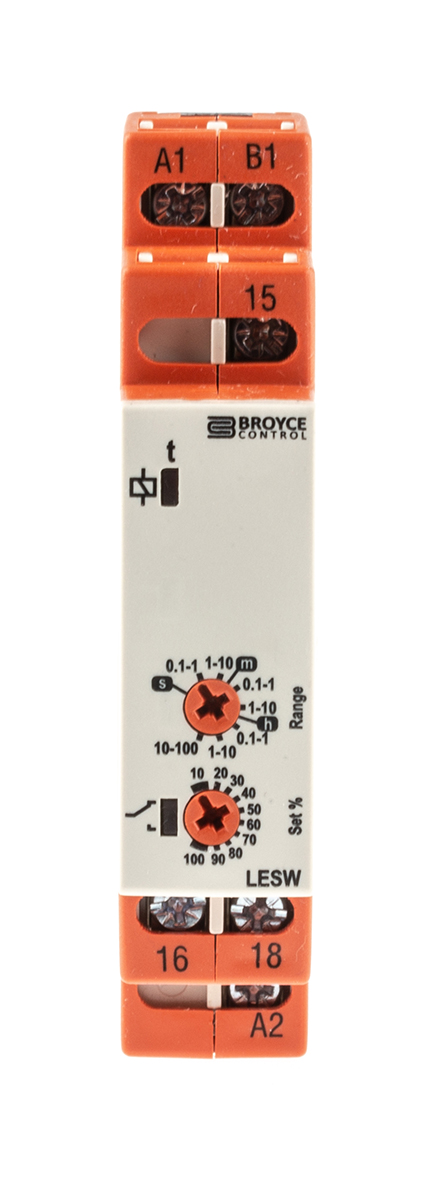 A1 B1
15
BROYCE
CONTROL
t
0.1-1 1-10 m
s 0.1-1
1-10
h
0.1-1
10-100 1-10
Range
10 20
30
40
50
60
70
80
100 90
Set %
LESW
16 18
A2